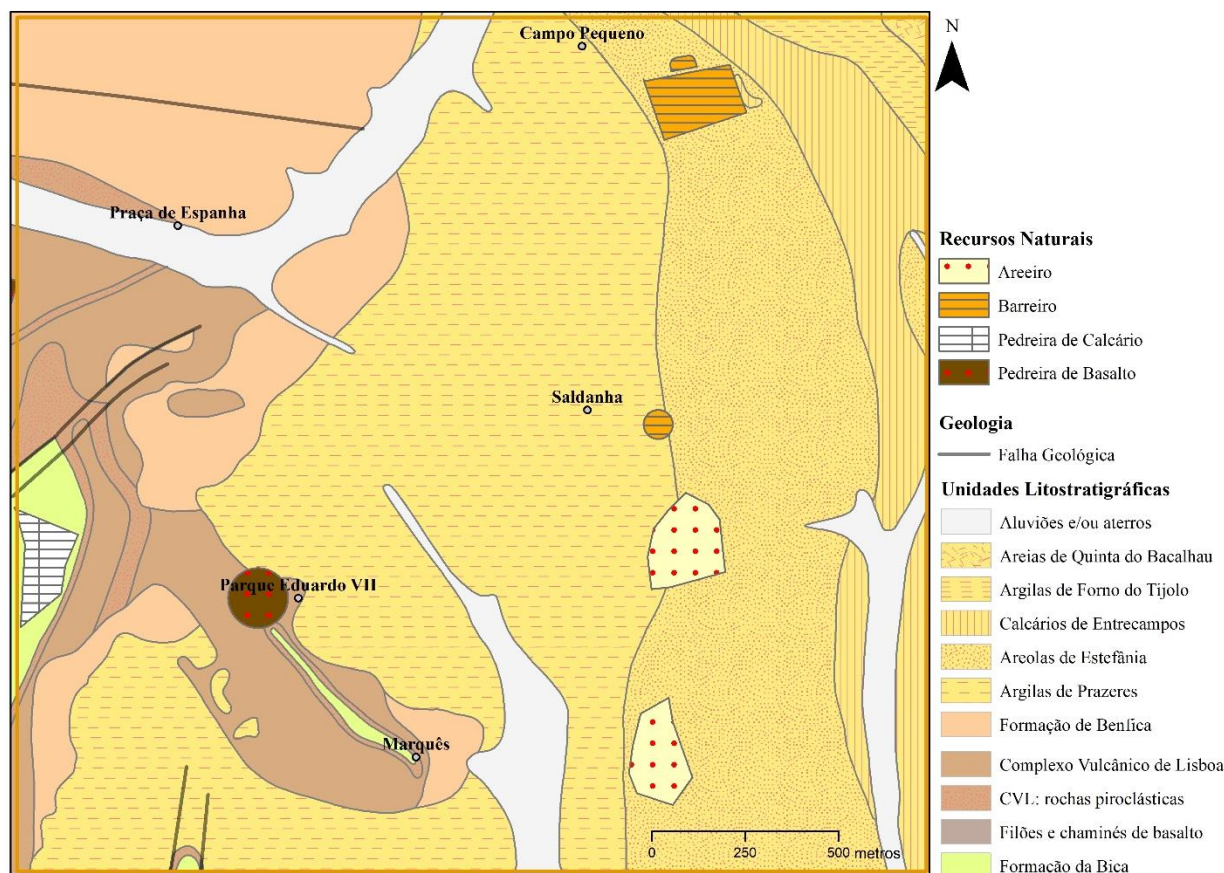 Campo Pequeno
N
Praça de Espanha
Saldanha
Parque Eduardo VII
Marquês
0 250 500 metros
Recursos Naturais
Areeiro
Barreiro
Pedreira de Calcário
Pedreira de Basalto
Geologia
Falha Geológica
Unidades Litostratigráficas
Aluviões e/ou aterros
Areias de Quinta do Bacalhau
Argilas de Forno do Tijolo
Calcários de Entrecampos
Areolas de Estefânia
Argilas de Prazeres
Formação de Benfica
Complexo Vulcânico de Lisboa
CVL: rochas piroclásticas
Filões e chaminés de basalto
Formação da Bica